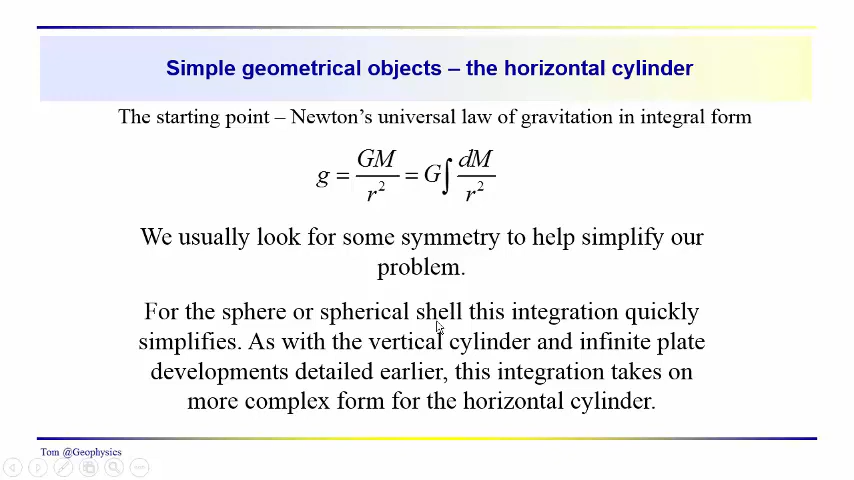 Simple geometrical objects – the horizontal cylinder
The starting point – Newton's universal law of gravitation in integral form
g = GM/r² = G∫ dM/r²
We usually look for some symmetry to help simplify our
problem.
For the sphere or spherical shell this integration quickly
simplifies. As with the vertical cylinder and infinite plate
developments detailed earlier, this integration takes on
more complex form for the horizontal cylinder.
Tom @Geophysics